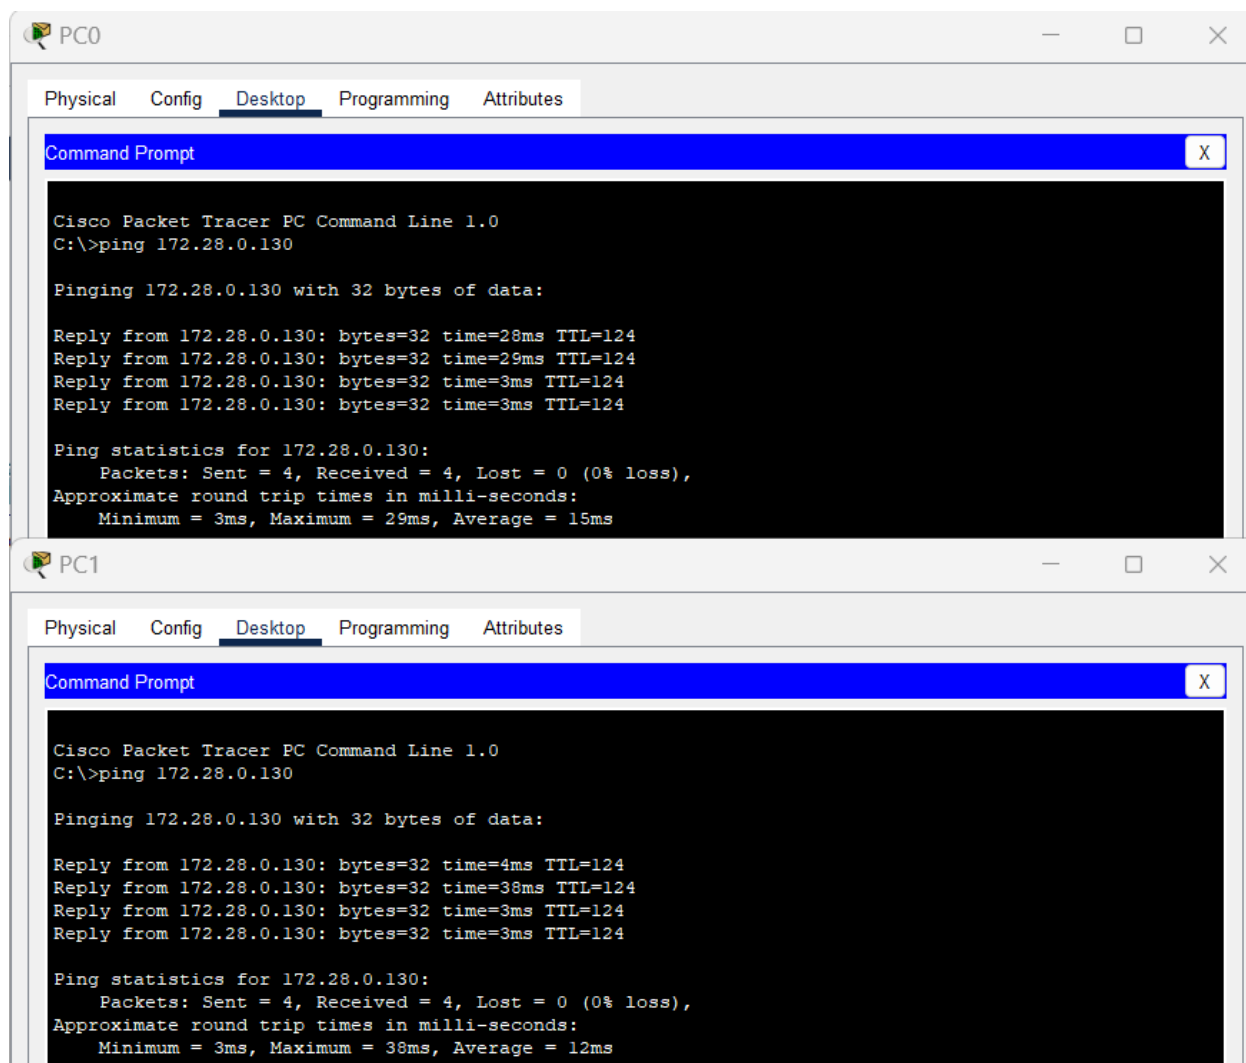 PC0
Physical Config Desktop Programming Attributes
Command Prompt X
Cisco Packet Tracer PC Command Line 1.0
C:\>ping 172.28.0.130
Pinging 172.28.0.130 with 32 bytes of data:
Reply from 172.28.0.130: bytes=32 time=28ms TTL=124
Reply from 172.28.0.130: bytes=32 time=29ms TTL=124
Reply from 172.28.0.130: bytes=32 time=3ms TTL=124
Reply from 172.28.0.130: bytes=32 time=3ms TTL=124
Ping statistics for 172.28.0.130:
Packets: Sent = 4, Received = 4, Lost = 0 (0% loss),
Approximate round trip times in milli-seconds:
Minimum = 3ms, Maximum = 29ms, Average = 15ms
PC1
Physical Config Desktop Programming Attributes
Command Prompt X
Cisco Packet Tracer PC Command Line 1.0
C:\>ping 172.28.0.130
Pinging 172.28.0.130 with 32 bytes of data:
Reply from 172.28.0.130: bytes=32 time=4ms TTL=124
Reply from 172.28.0.130: bytes=32 time=38ms TTL=124
Reply from 172.28.0.130: bytes=32 time=3ms TTL=124
Reply from 172.28.0.130: bytes=32 time=3ms TTL=124
Ping statistics for 172.28.0.130:
Packets: Sent = 4, Received = 4, Lost = 0 (0% loss),
Approximate round trip times in milli-seconds:
Minimum = 3ms, Maximum = 38ms, Average = 12ms